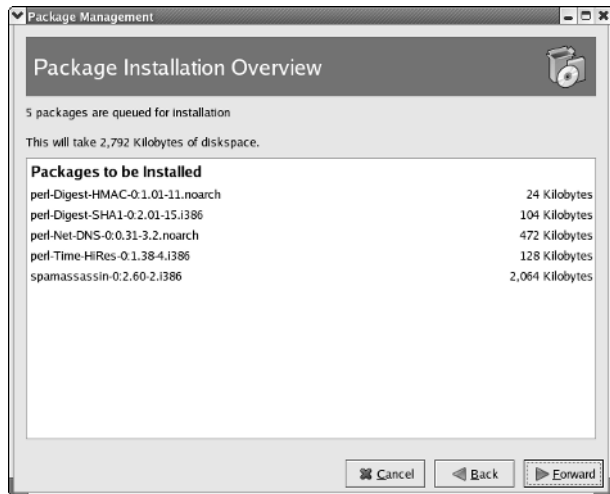 Package Management
Package Installation Overview
5 packages are queued for installation
This will take 2,792 Kilobytes of diskspace.
Packages to be Installed
perl-Digest-HMAC-0:1.01-11.noarch 24 Kilobytes
perl-Digest-SHA1-0:2.01-15.i386 104 Kilobytes
perl-Net-DNS-0:0.31-3.2.noarch 472 Kilobytes
perl-Time-HiRes-0:1.38-4.i386 128 Kilobytes
spamassassin-0:2.60-2.i386 2,064 Kilobytes
Cancel Back Forward